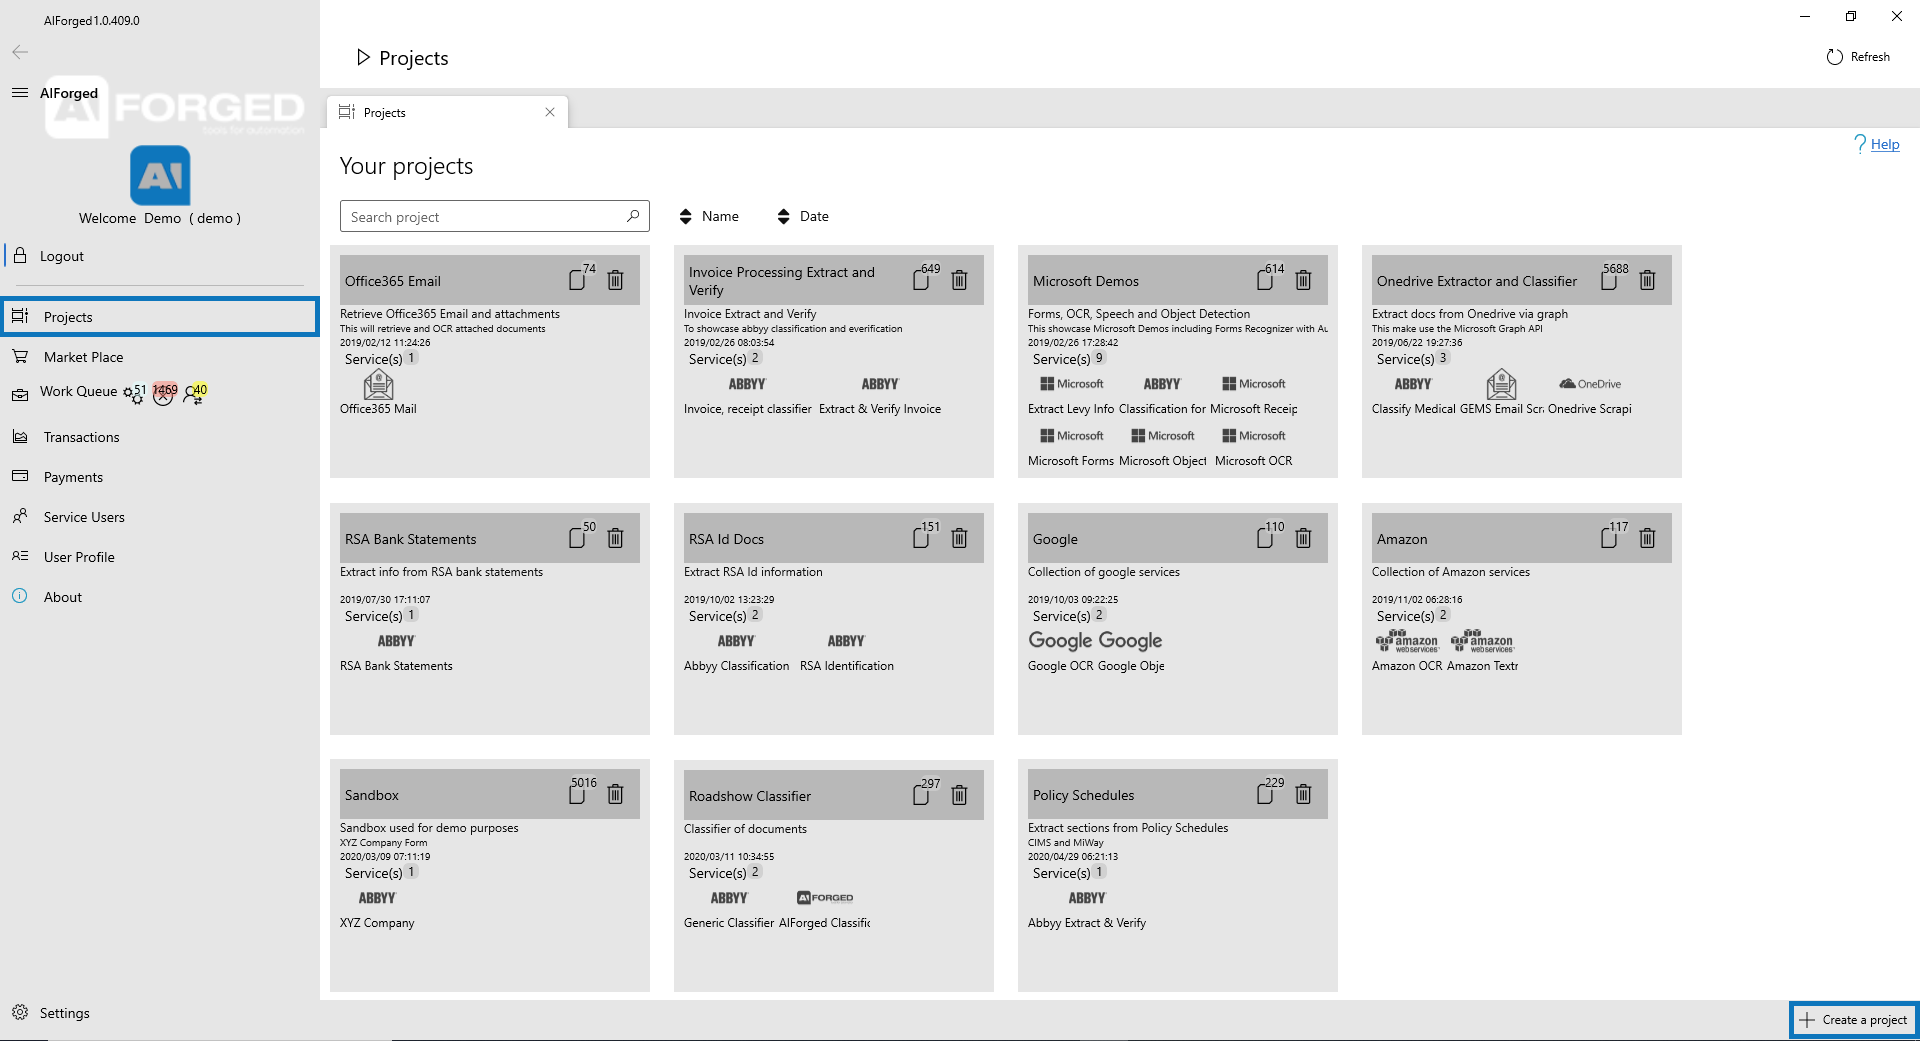 AIForged1.0.409.0
Projects
Refresh
AIForged
AI FORGED
tools for automation
Projects
Help
AI
Your projects
Welcome Demo ( demo )
Search project
Name
Date
Logout
Projects
Market Place
Work Queue 51 1469 40
Transactions
Payments
Service Users
User Profile
About
Settings
Office365 Email
74
Retrieve Office365 Email and attachments
This will retrieve and OCR attached documents
2019/02/12 11:24:26
Service(s) 1
Office365 Mail
Invoice Processing Extract and
Verify
649
Invoice Extract and Verify
To showcase abbyy classification and everification
2019/02/26 08:03:54
Service(s) 2
ABBYY ABBYY
Invoice, receipt classifier Extract & Verify Invoice
Microsoft Demos
614
Forms, OCR, Speech and Object Detection
This showcase Microsoft Demos including Forms Recognizer with Au
2019/02/26 17:28:42
Service(s) 9
Microsoft ABBYY Microsoft
Extract Levy Info Classification for Microsoft Receip
Microsoft Microsoft Microsoft
Microsoft Forms Microsoft Object Microsoft OCR
Onedrive Extractor and Classifier
5688
Extract docs from Onedrive via graph
This make use the Microsoft Graph API
2019/06/22 19:27:36
Service(s) 3
ABBYY OneDrive
Classify Medical GEMS Email Scr Onedrive Scrapi
RSA Bank Statements
50
Extract info from RSA bank statements
2019/07/30 17:11:07
Service(s) 1
ABBYY
RSA Bank Statements
RSA Id Docs
151
Extract RSA Id information
2019/10/02 13:23:29
Service(s) 2
ABBYY ABBYY
Abbyy Classification RSA Identification
Google
110
Collection of google services
2019/10/03 09:22:25
Service(s) 2
Google Google
Google OCR Google Obje
Amazon
117
Collection of Amazon services
2019/11/02 06:28:16
Service(s) 2
amazon webservices amazon webservices
Amazon OCR Amazon Textr
Sandbox
5016
Sandbox used for demo purposes
XYZ Company Form
2020/03/09 07:11:19
Service(s) 1
ABBYY
XYZ Company
Roadshow Classifier
297
Classifier of documents
2020/03/11 10:34:55
Service(s) 2
ABBYY AIFORGED
Generic Classifier AIForged Classific
Policy Schedules
229
Extract sections from Policy Schedules
CIMS and MiWay
2020/04/29 06:21:13
Service(s) 1
ABBYY
Abbyy Extract & Verify
Create a project